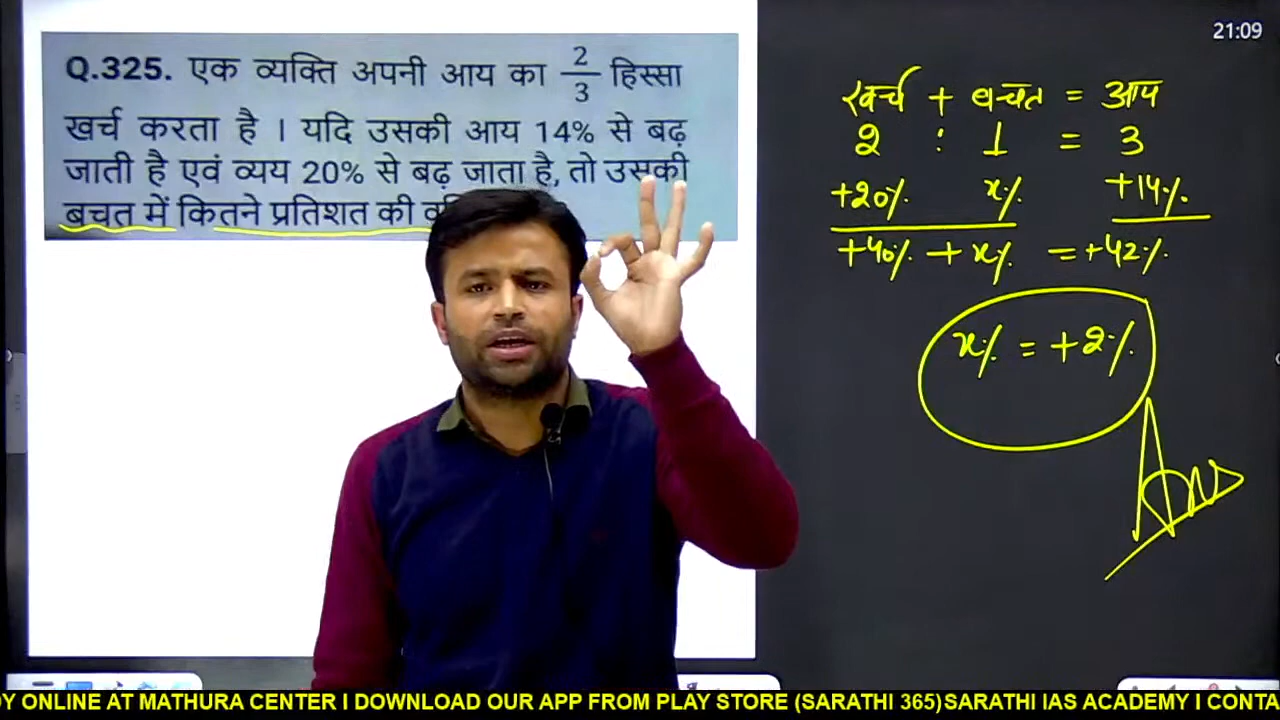 21:09
Q.325. एक व्यक्ति अपनी आय का 2/3 हिस्सा
खर्च करता है । यदि उसकी आय 14% से बढ़
जाती है एवं व्यय 20% से बढ़ जाता है, तो उसकी
बचत में कितने प्रतिशत की
खर्च + बचत = आय
2 : 1 = 3
+20% x% +14%
+40% + x% = +42%
x% = +2%
Ans
Y ONLINE AT MATHURA CENTER I DOWNLOAD OUR APP FROM PLAY STORE (SARATHI 365)SARATHI IAS ACADEMY I CONTA